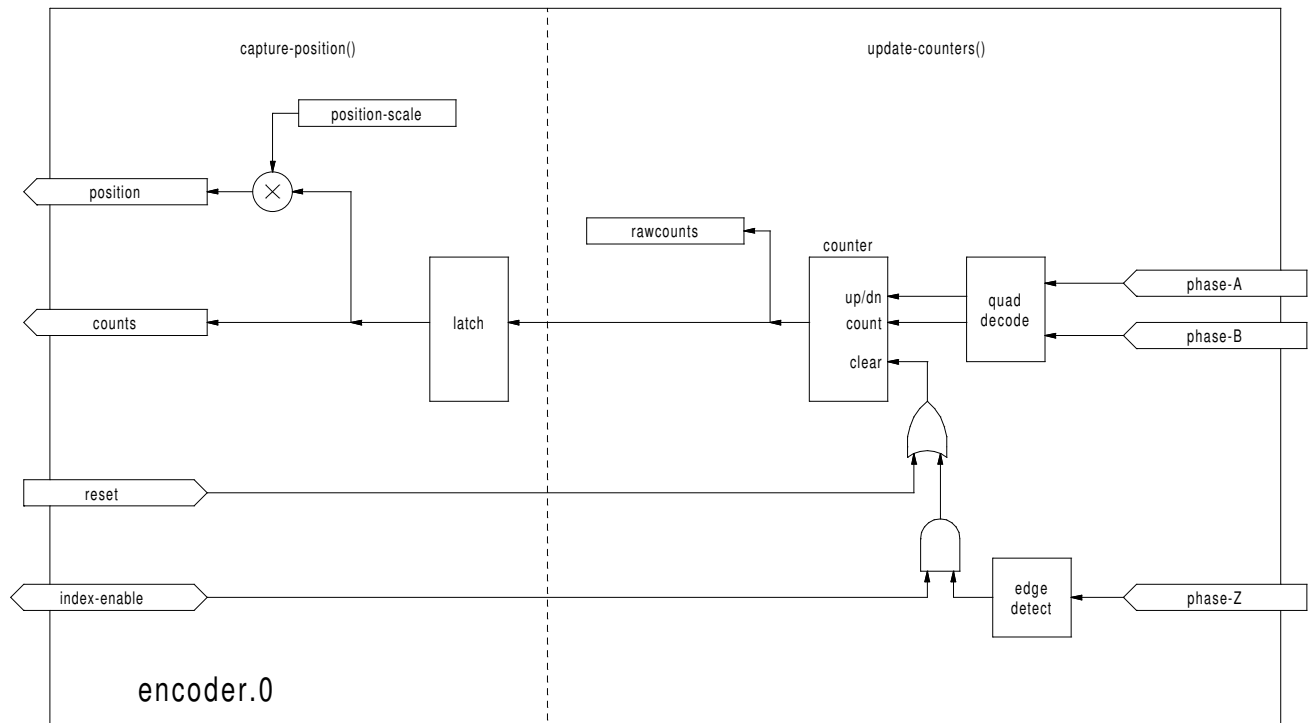 capture-position()
update-counters()
position-scale
position
rawcounts
counter
phase-A
up/dn
quad
decode
counts
latch
count
phase-B
clear
reset
index-enable
edge
detect
phase-Z
encoder.0